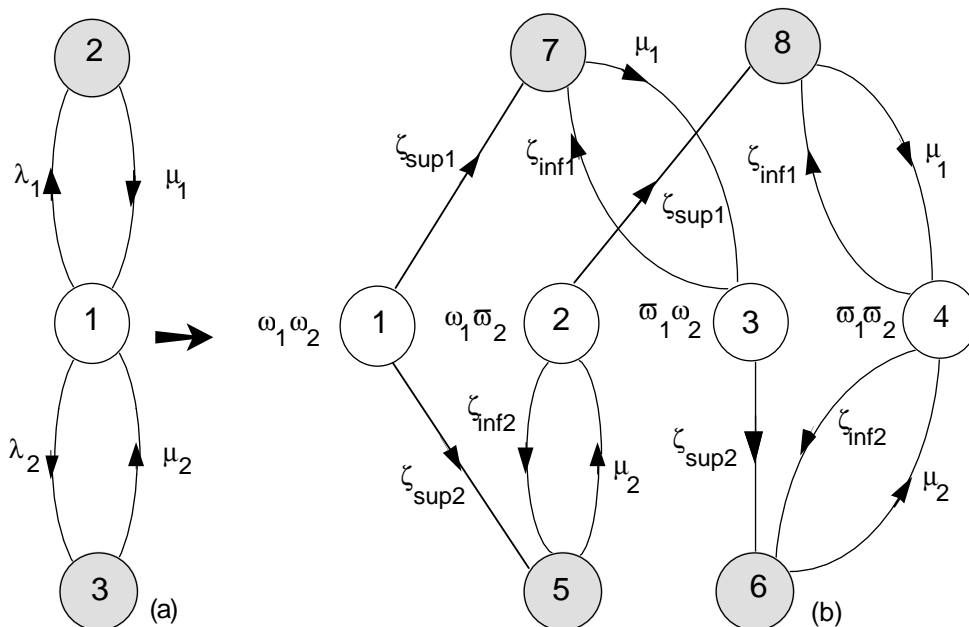 2
7
8
μ1
λ1
μ1
ζsup1
ζinf1
ζsup1
ζinf1
μ1
1
ω1ω2
1
ω1ϖ2
2
ϖ1ω2
3
ϖ1ϖ2
4
λ2
μ2
ζsup2
ζinf2
μ2
ζsup2
ζinf2
μ2
3
(a)
5
6
(b)